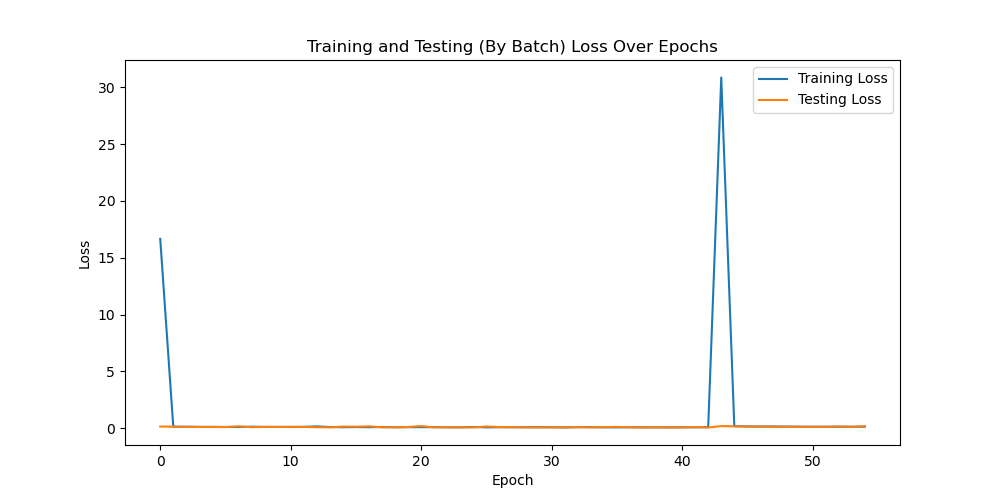 Training and Testing (By Batch) Loss Over Epochs
Training Loss
Testing Loss
30
25
20
15
10
5
0
Loss
0 10 20 30 40 50
Epoch